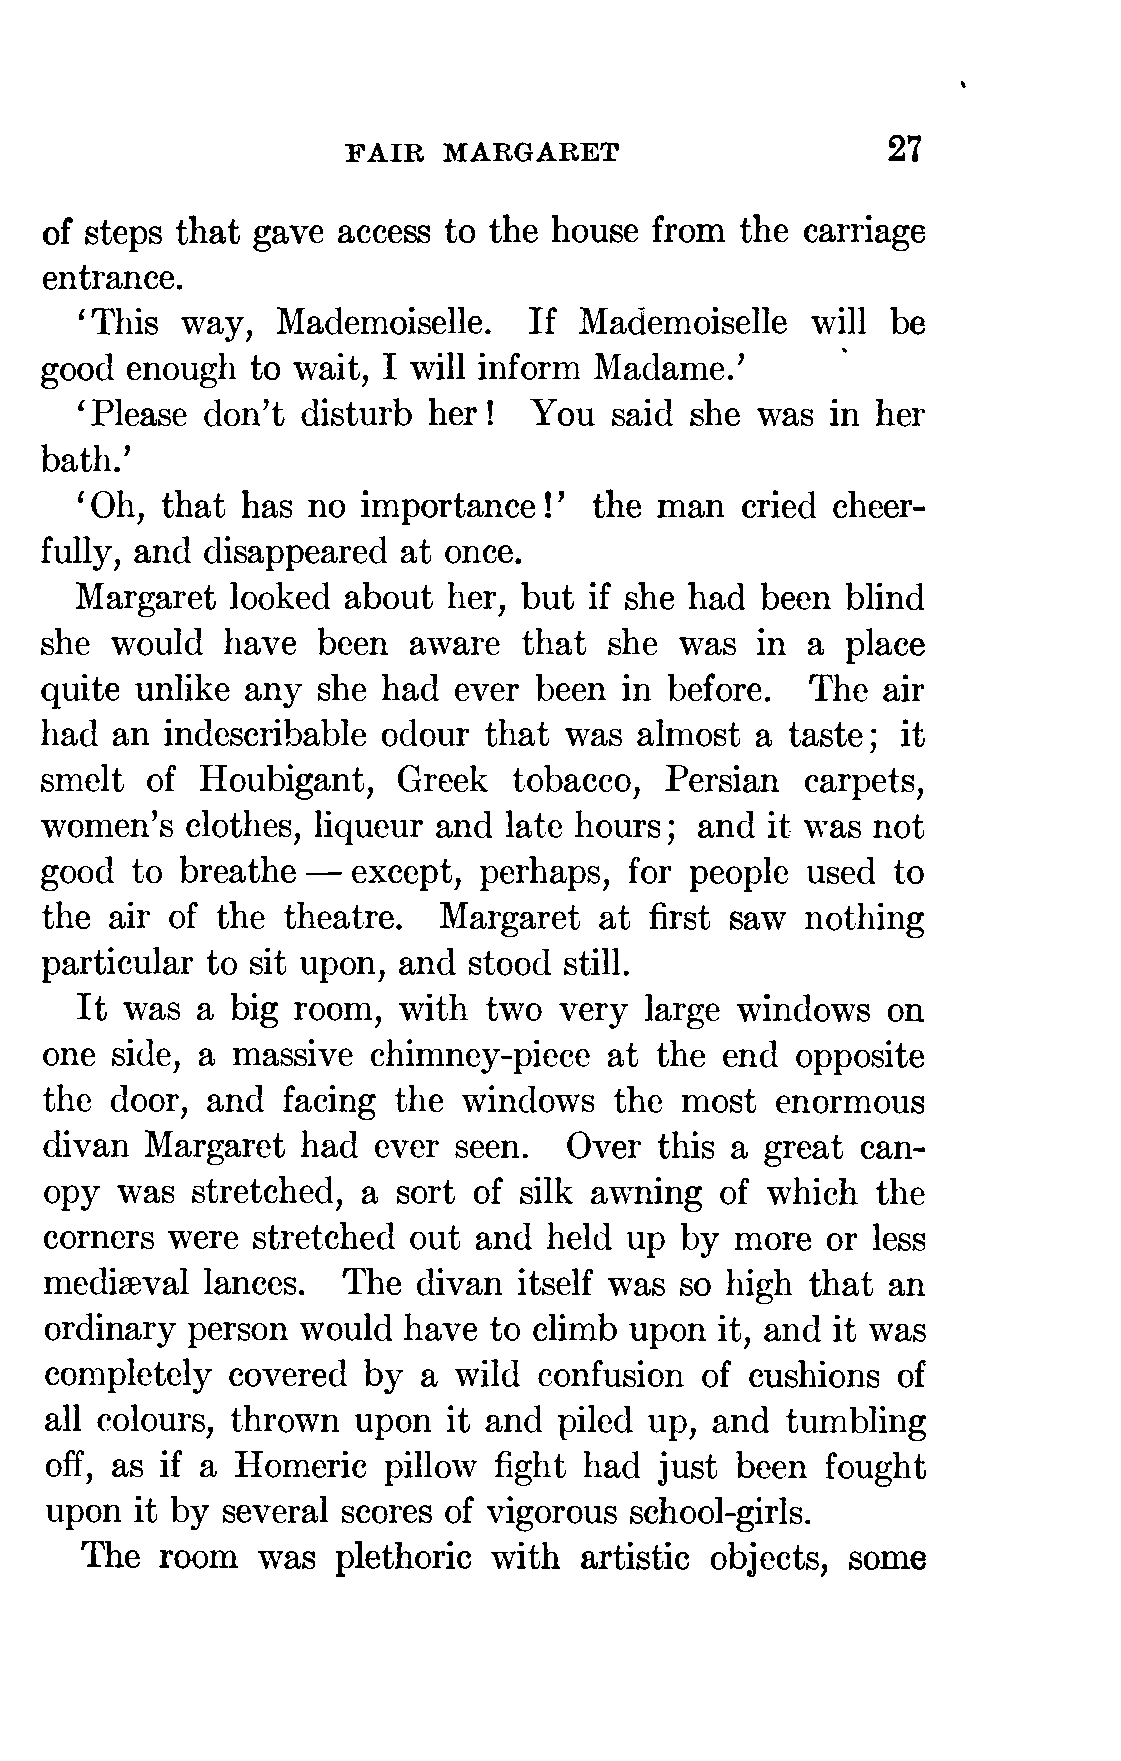 FAIR MARGARET 27
of steps that gave access to the house from the carriage
entrance.
‘This way, Mademoiselle. If Mademoiselle will be
good enough to wait, I will inform Madame.’
‘Please don’t disturb her! You said she was in her
bath.’
‘Oh, that has no importance!’ the man cried cheer-
fully, and disappeared at once.
Margaret looked about her, but if she had been blind
she would have been aware that she was in a place
quite unlike any she had ever been in before. The air
had an indescribable odour that was almost a taste; it
smelt of Houbigant, Greek tobacco, Persian carpets,
women’s clothes, liqueur and late hours; and it was not
good to breathe — except, perhaps, for people used to
the air of the theatre. Margaret at first saw nothing
particular to sit upon, and stood still.
It was a big room, with two very large windows on
one side, a massive chimney-piece at the end opposite
the door, and facing the windows the most enormous
divan Margaret had ever seen. Over this a great can-
opy was stretched, a sort of silk awning of which the
corners were stretched out and held up by more or less
mediæval lances. The divan itself was so high that an
ordinary person would have to climb upon it, and it was
completely covered by a wild confusion of cushions of
all colours, thrown upon it and piled up, and tumbling
off, as if a Homeric pillow fight had just been fought
upon it by several scores of vigorous school-girls.
The room was plethoric with artistic objects, some